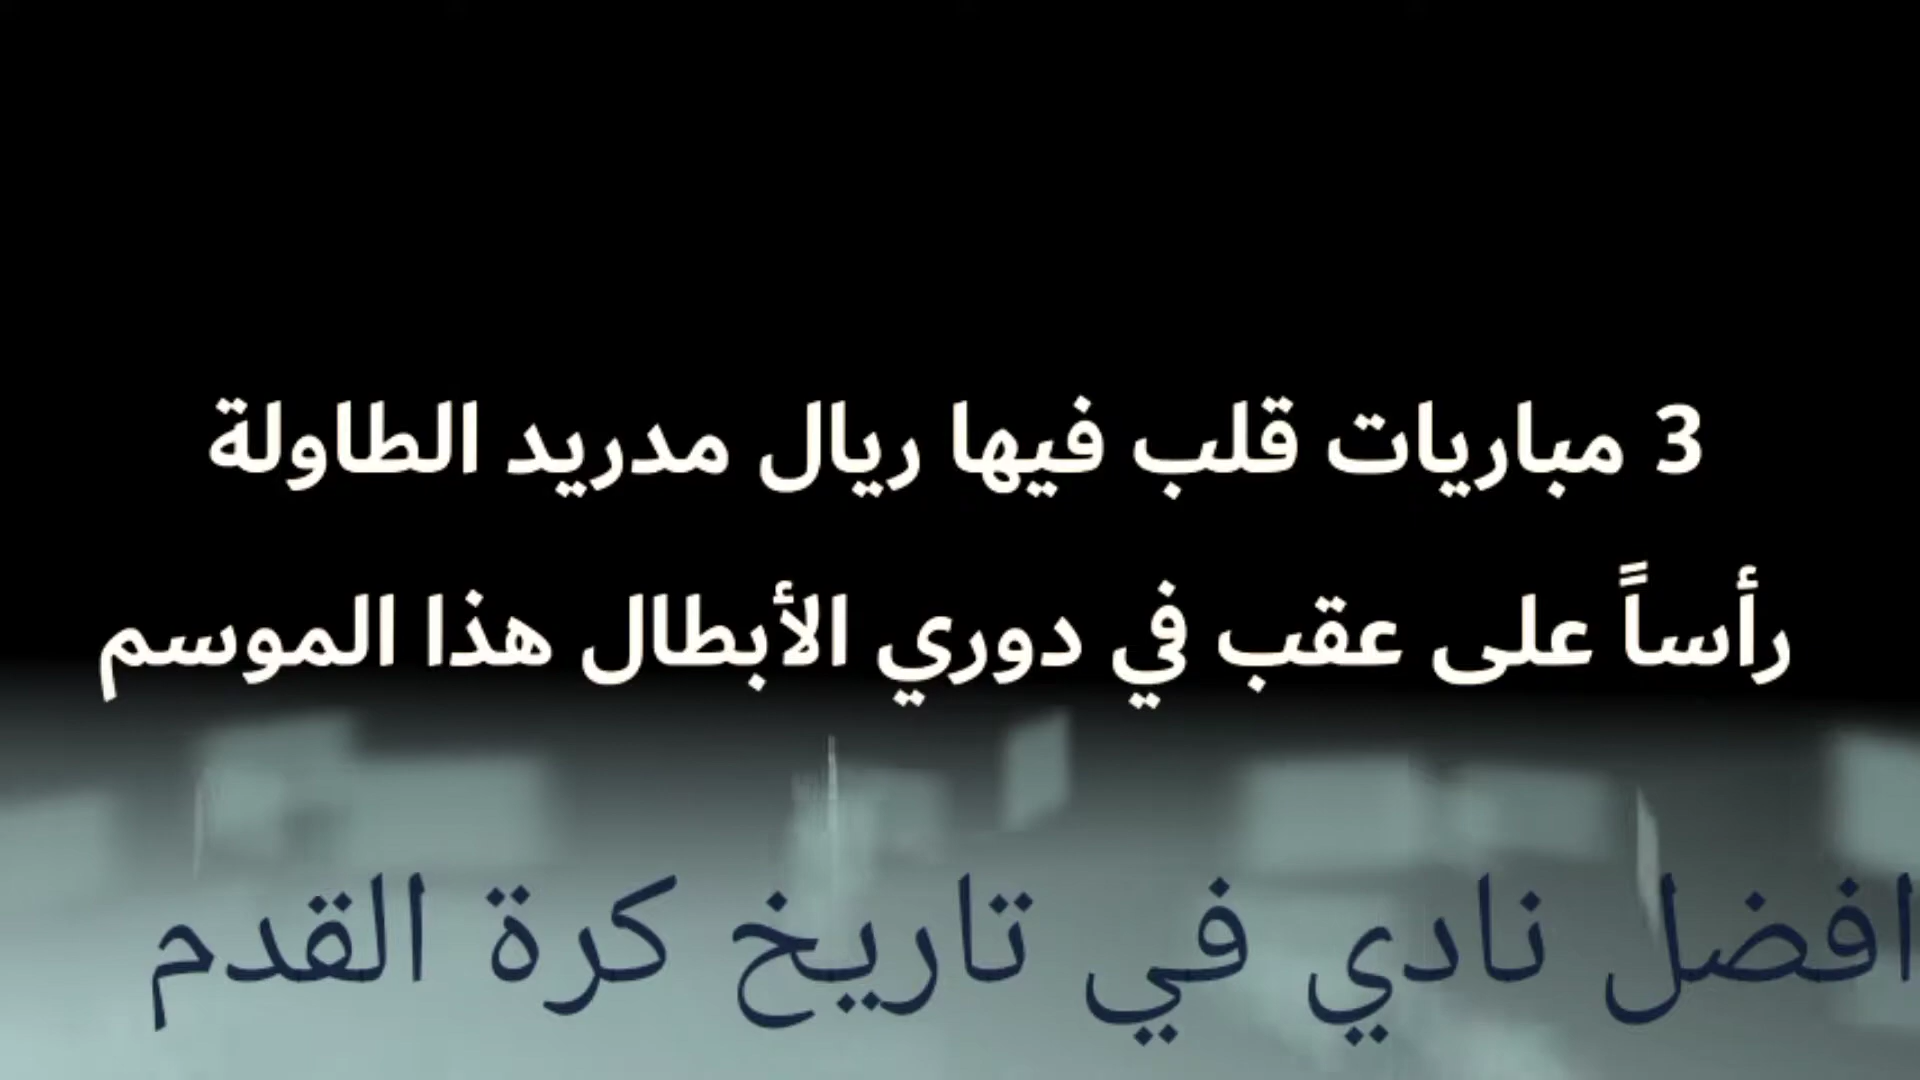 3 مباريات قلب فيها ريال مدريد الطاولة
رأساً على عقب في دوري الأبطال هذا الموسم
افضل نادي في تاريخ كرة القدم